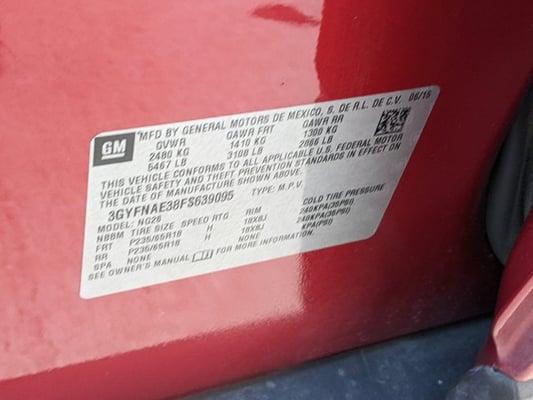 GM
MFD BY GENERAL MOTORS DE MEXICO, S. DE R.L. DE C.V. 06/15
GVWR GAWR FRT GAWR RR
2480 KG 1410 KG 1300 KG
5467 LB 3108 LB 2866 LB
THIS VEHICLE CONFORMS TO ALL APPLICABLE U.S. FEDERAL MOTOR
VEHICLE SAFETY AND THEFT PREVENTION STANDARDS IN EFFECT ON
THE DATE OF MANUFACTURE SHOWN ABOVE.
3GYFNAE38FS639095 TYPE: M.P.V.
MODEL: NG26
NBBM TIRE SIZE SPEED RTG RIM COLD TIRE PRESSURE
FRT P235/65R18 H 18X8J 240KPA(35PSI)
RR P235/65R18 H 18X8J 240KPA(35PSI)
SPA NONE NONE KPA(PSI)
SEE OWNER'S MANUAL FOR MORE INFORMATION.